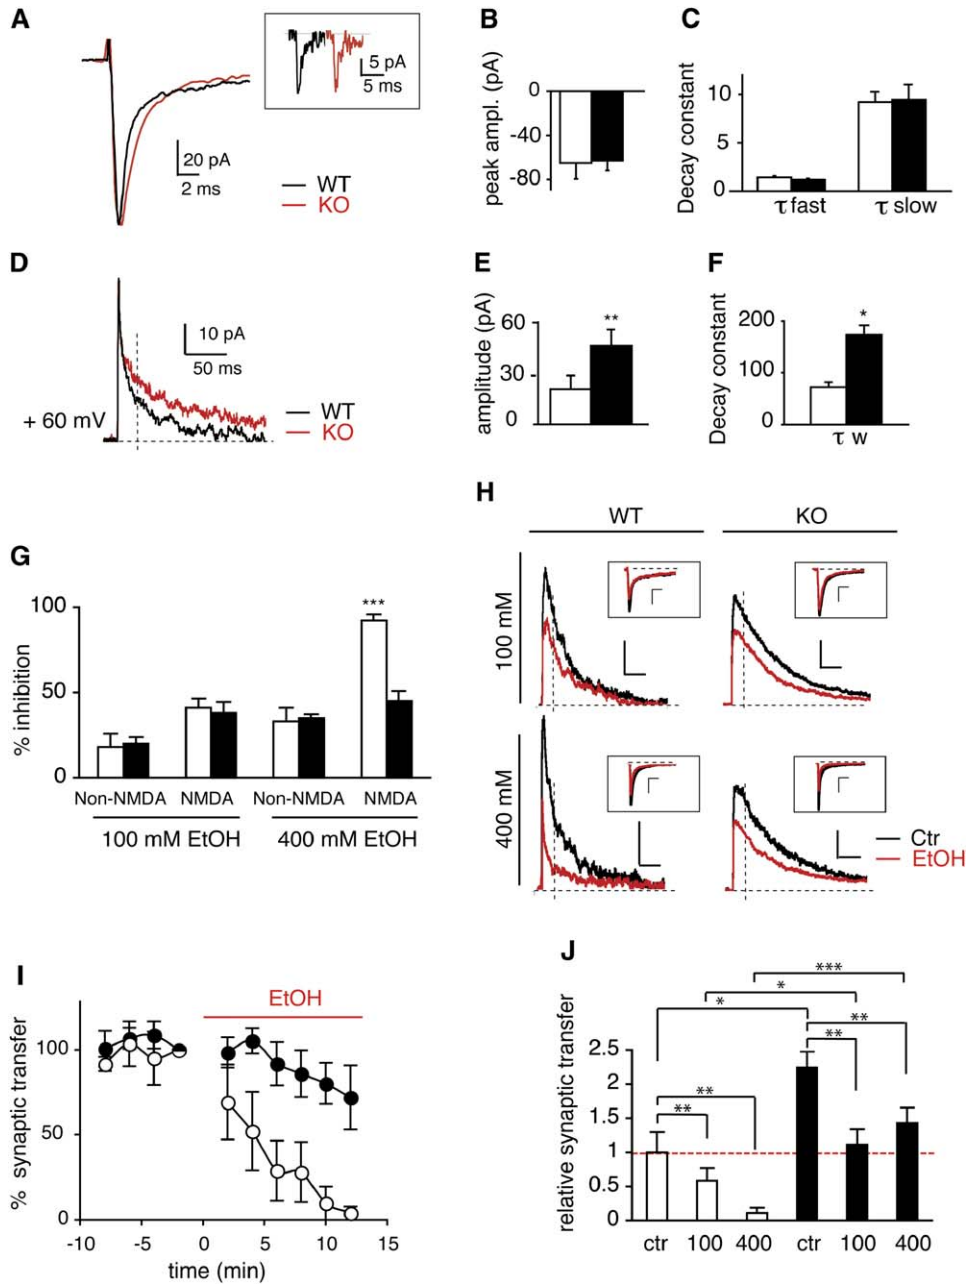 A
5 pA
5 ms
20 pA
2 ms
WT
KO
B
peak ampl. (pA)
0
-40
-80
C
Decay constant
10
5
0
τ fast
τ slow
D
10 pA
50 ms
+ 60 mV
WT
KO
E
amplitude (pA)
60
30
0
**
F
Decay constant
200
100
0
*
τ w
G
% inhibition
100
50
0
***
Non-NMDA
NMDA
Non-NMDA
NMDA
100 mM EtOH
400 mM EtOH
H
WT
KO
100 mM
400 mM
Ctr
EtOH
I
EtOH
% synaptic transfer
100
50
0
-10
-5
0
5
10
15
time (min)
J
***
*
*
**
**
**
**
relative synaptic transfer
2.5
2
1.5
1
0.5
0
ctr
100
400
ctr
100
400